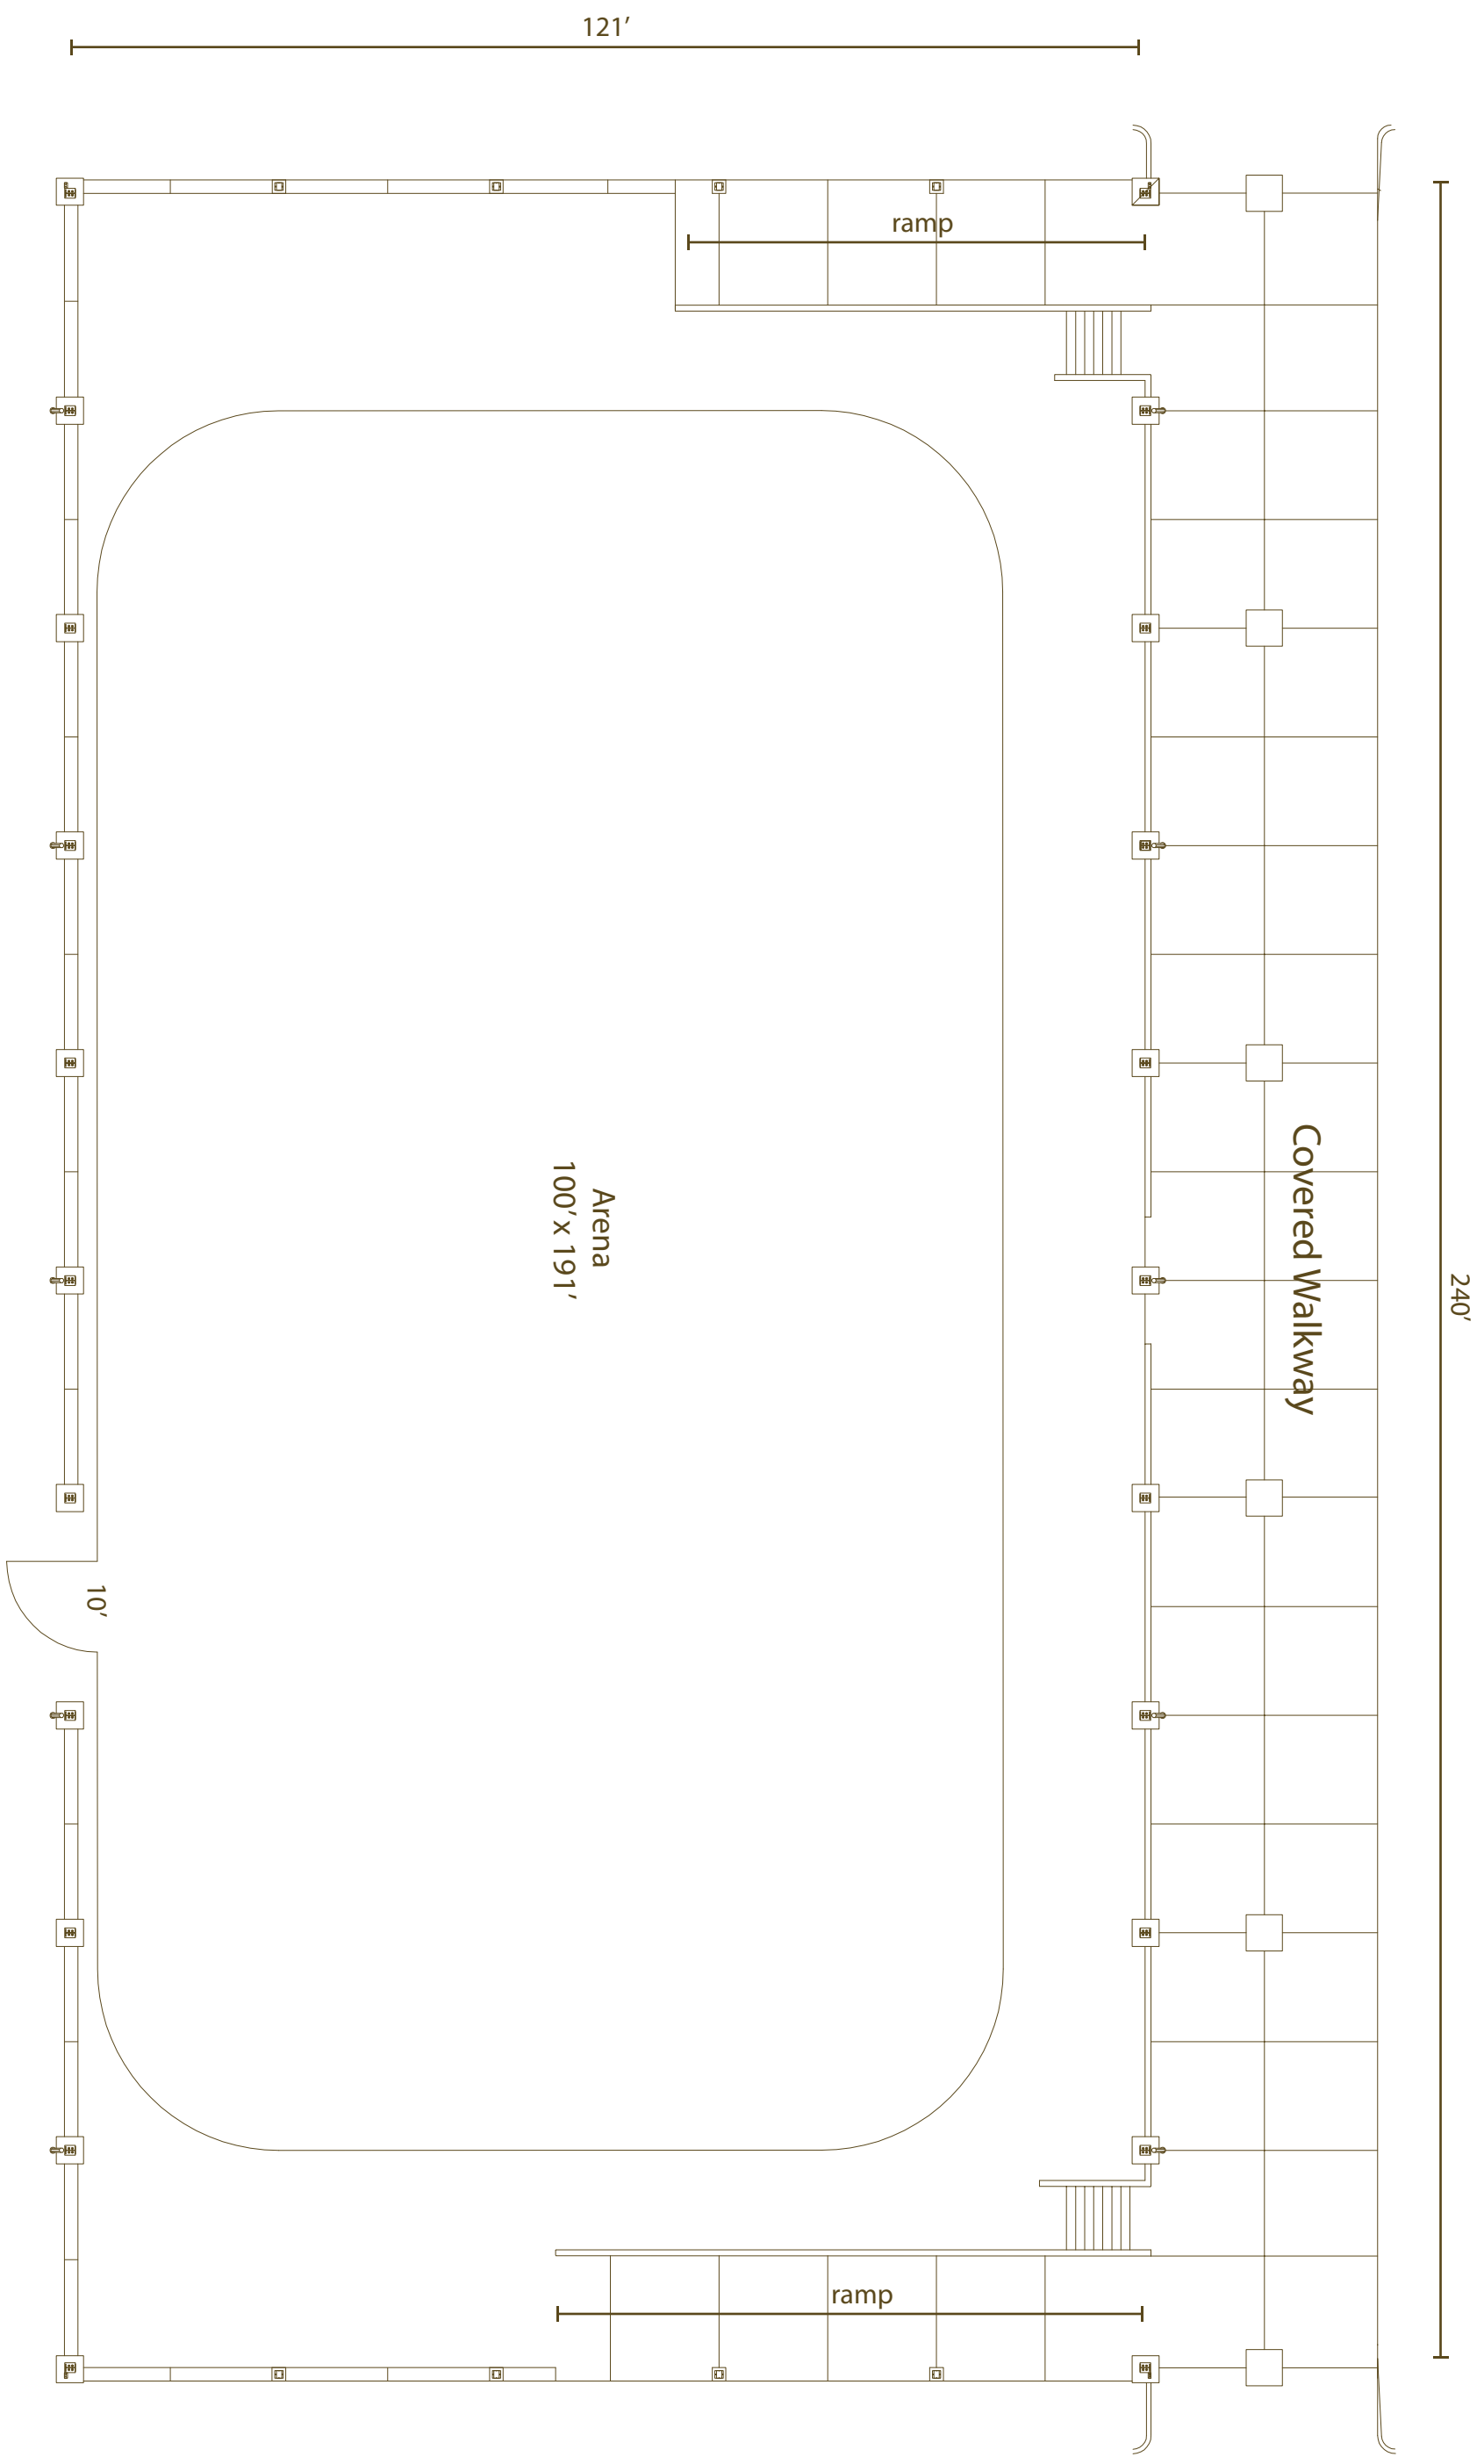 121′
ramp
Covered Walkway
240′
Arena
100′ x 191′
10′
ramp